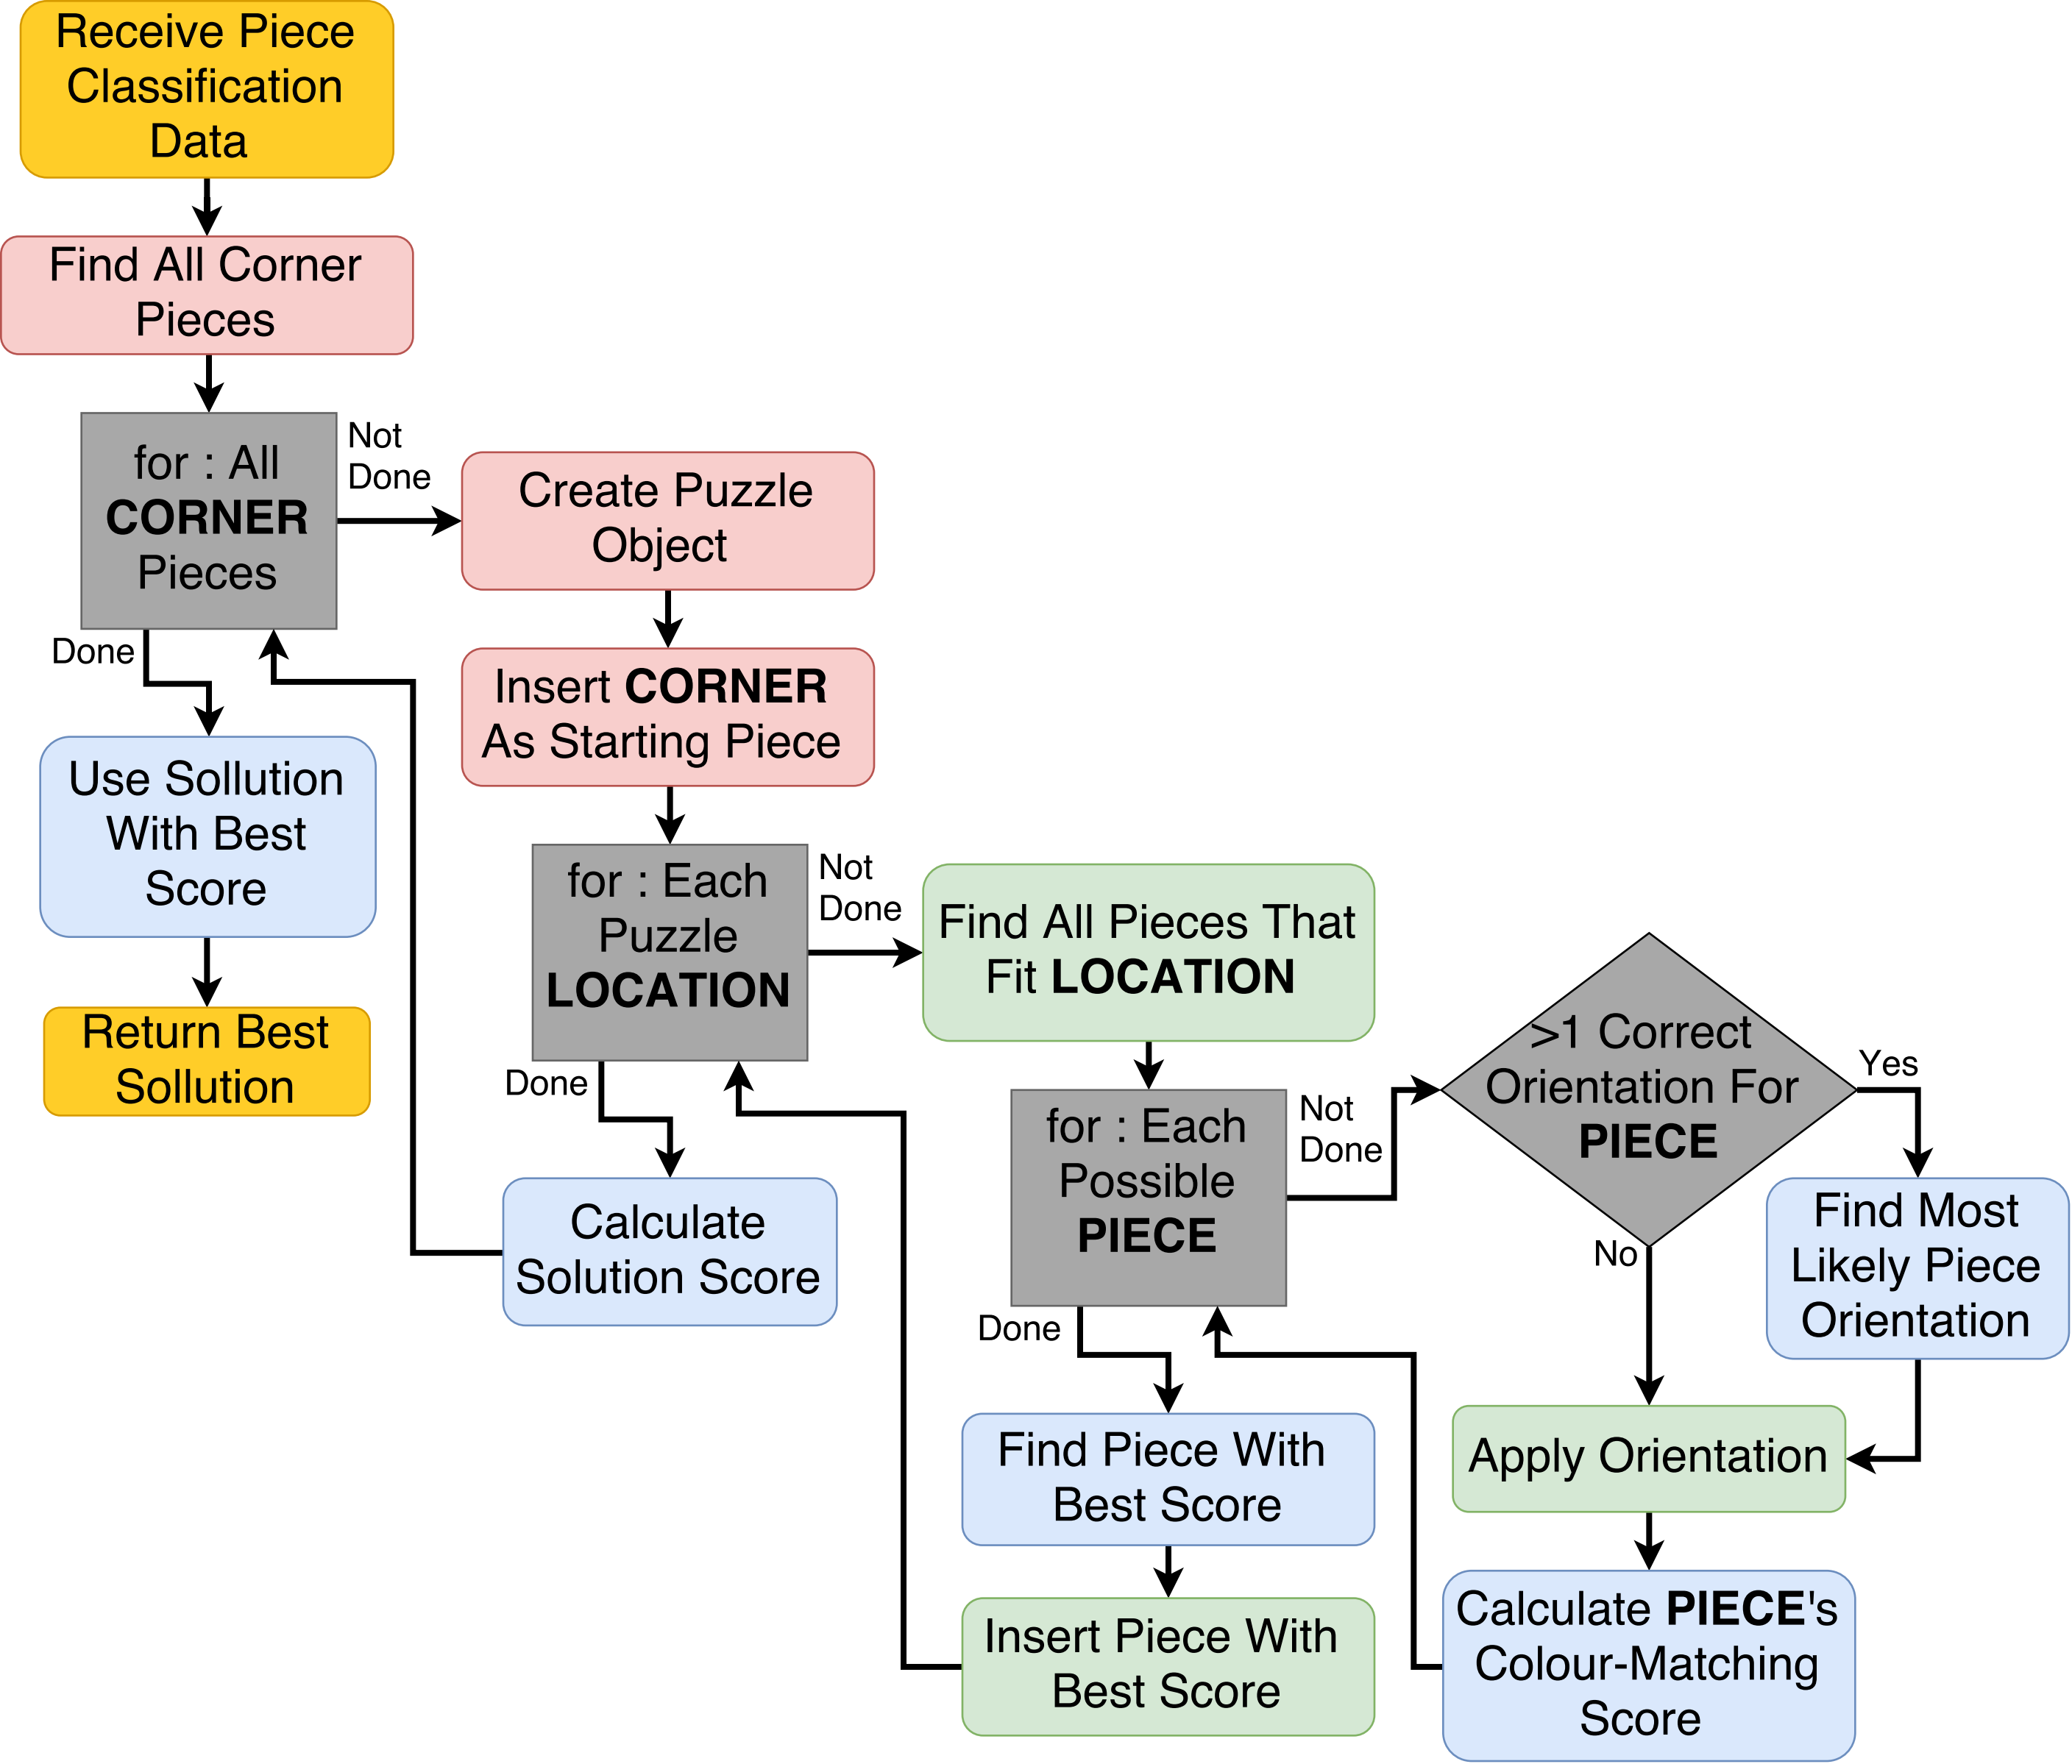 Receive Piece
Classification
Data
Find All Corner
Pieces
for : All
CORNER
Pieces
Not
Done
Done
Create Puzzle
Object
Insert CORNER
As Starting Piece
Use Sollution
With Best
Score
Return Best
Sollution
for : Each
Puzzle
LOCATION
Not
Done
Done
Calculate
Solution Score
Find All Pieces That
Fit LOCATION
for : Each
Possible
PIECE
Not
Done
Done
>1 Correct
Orientation For
PIECE
Yes
No
Find Most
Likely Piece
Orientation
Apply Orientation
Calculate PIECE's
Colour-Matching
Score
Find Piece With
Best Score
Insert Piece With
Best Score